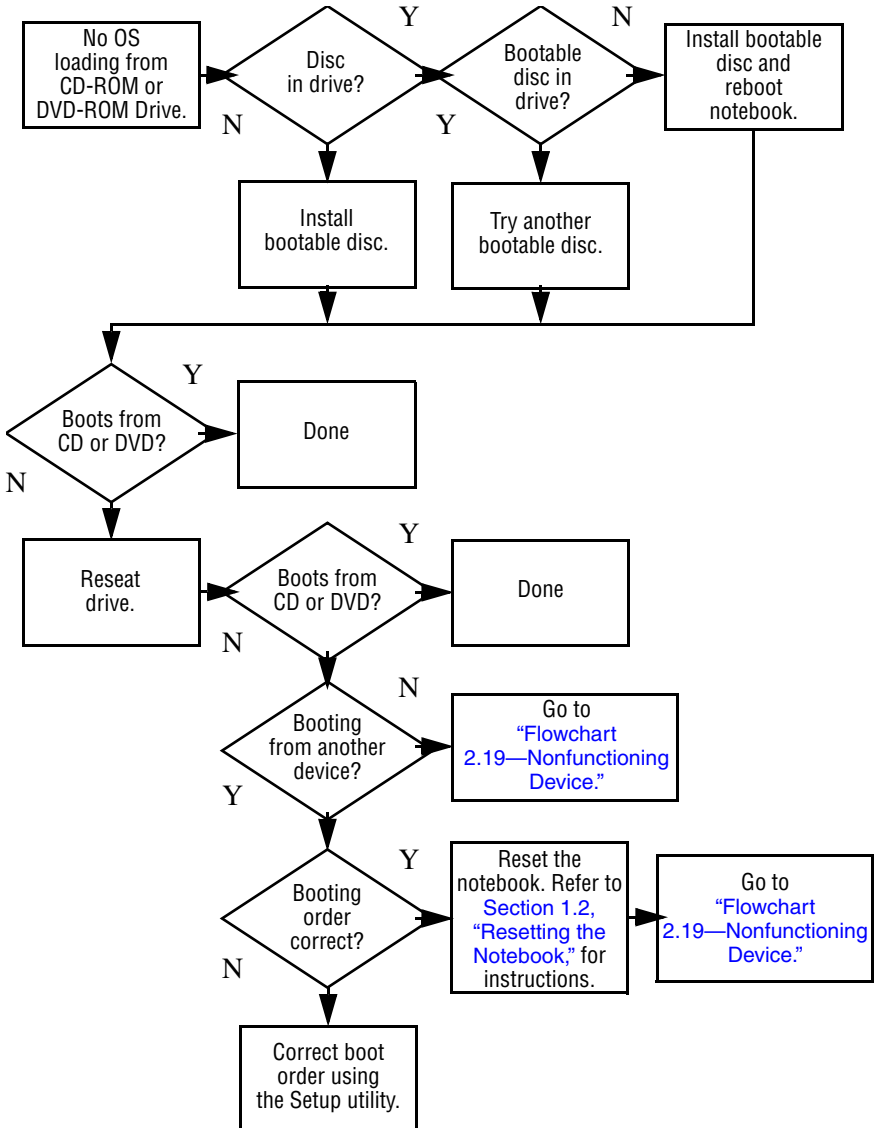 No OS
loading from
CD-ROM or
DVD-ROM Drive.
Disc
in drive?
Y
N
Bootable
disc in
drive?
N
Y
Install bootable
disc and
reboot
notebook.
Install
bootable disc.
Try another
bootable disc.
Boots from
CD or DVD?
Y
N
Done
Reseat
drive.
Boots from
CD or DVD?
Y
N
Done
Booting
from another
device?
N
Y
Go to
“Flowchart
2.19—Nonfunctioning
Device.”
Booting
order
correct?
Y
N
Reset the
notebook. Refer to
Section 1.2,
“Resetting the
Notebook,” for
instructions.
Go to
“Flowchart
2.19—Nonfunctioning
Device.”
Correct boot
order using
the Setup utility.